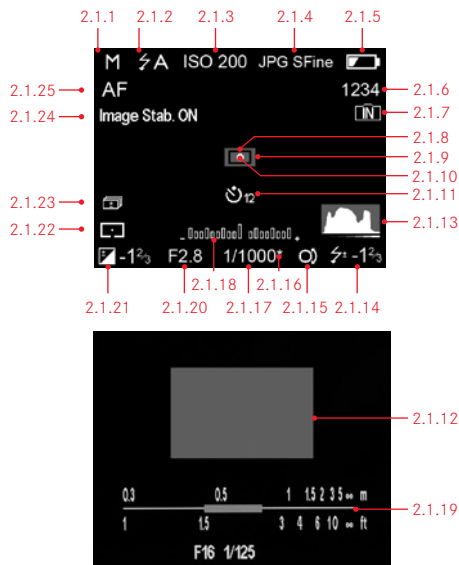 2.1.1 2.1.2 2.1.3 2.1.4 2.1.5
M A ISO 200 JPG SFine
2.1.25 AF 1234 2.1.6
2.1.24 Image Stab. ON IN 2.1.7
2.1.8
2.1.9
2.1.10
12 2.1.11
2.1.23
2.1.13
2.1.22
- +
-1 2/3 F2.8 1/1000* ± -1 2/3
2.1.18 2.1.16
2.1.21 2.1.20 2.1.17 2.1.15 2.1.14
2.1.12
0.3 0.5 1 1.5 2 3 5 ∞ m
2.1.19
1 1.5 3 4 6 10 ∞ ft
F16 1/125